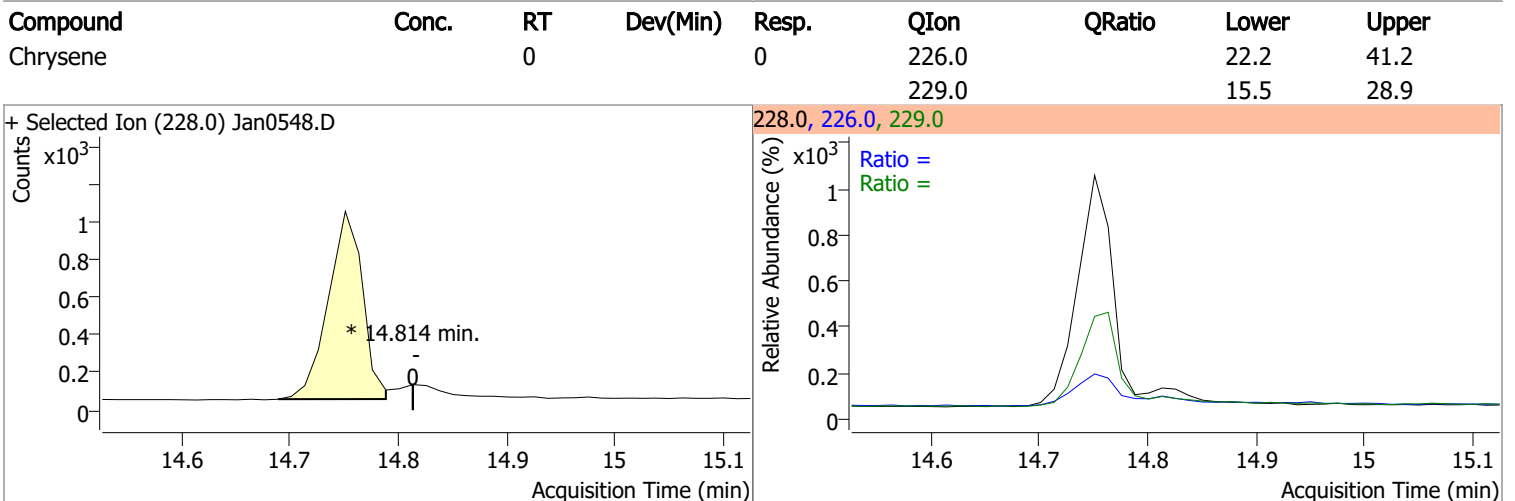 Compound Conc. RT Dev(Min) Resp. QIon QRatio Lower Upper
Chrysene 0 0 226.0 22.2 41.2
229.0 15.5 28.9
+ Selected Ion (228.0) Jan0548.D
Counts
x10³
1
0.8
0.6
0.4
0.2
0
* 14.814 min.
-
0
14.6 14.7 14.8 14.9 15 15.1
Acquisition Time (min)
228.0, 226.0, 229.0
Relative Abundance (%)
x10³
Ratio =
Ratio =
1
0.8
0.6
0.4
0.2
0
14.6 14.7 14.8 14.9 15 15.1
Acquisition Time (min)